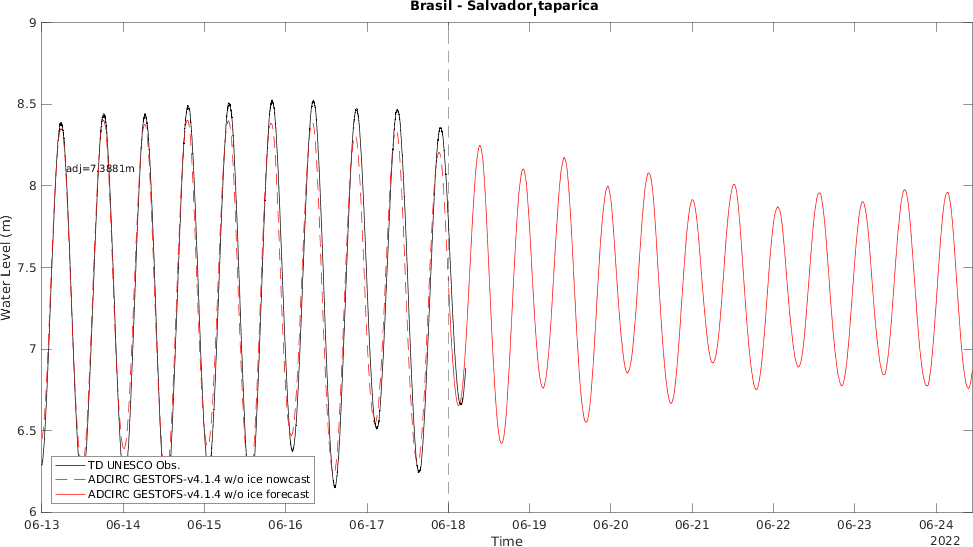 Brasil - Salvador_Itaparica
9
8.5
8
7.5
7
6.5
6
Water Level (m)
adj=7.3881m
TD UNESCO Obs.
ADCIRC GESTOFS-v4.1.4 w/o ice nowcast
ADCIRC GESTOFS-v4.1.4 w/o ice forecast
06-13 06-14 06-15 06-16 06-17 06-18 06-19 06-20 06-21 06-22 06-23 06-24
Time
2022